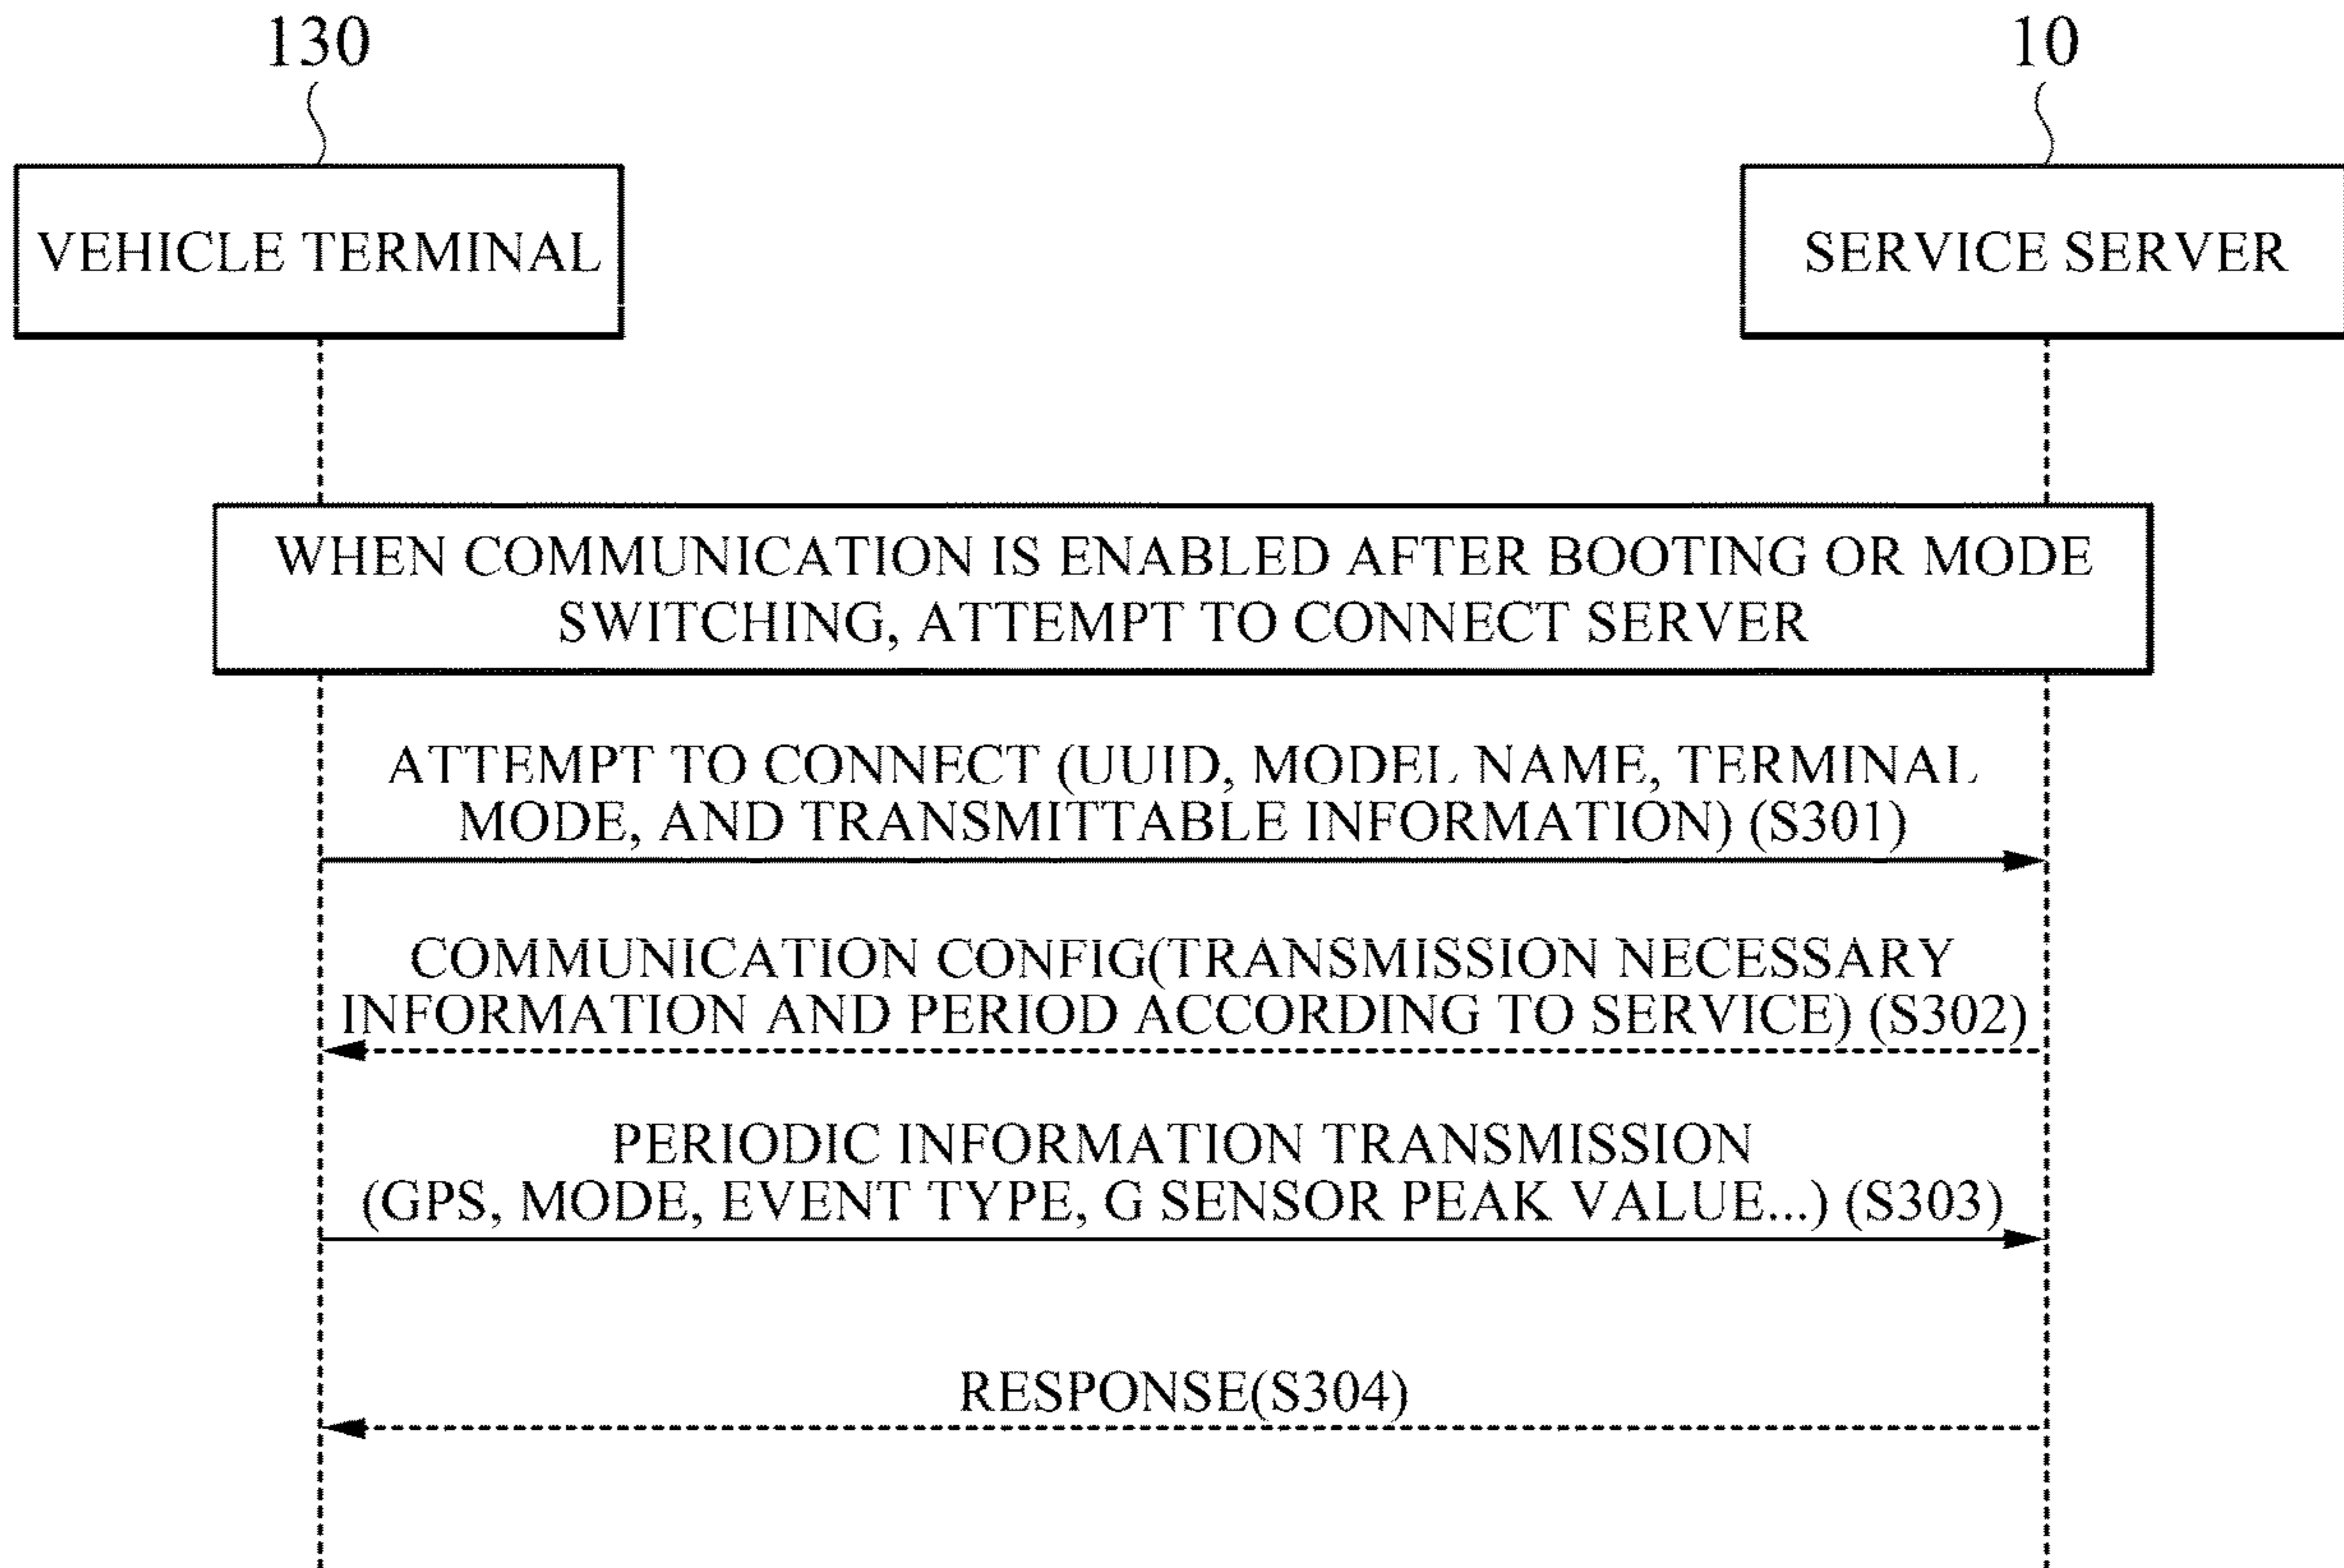 130
10
VEHICLE TERMINAL
SERVICE SERVER
WHEN COMMUNICATION IS ENABLED AFTER BOOTING OR MODE
SWITCHING, ATTEMPT TO CONNECT SERVER
ATTEMPT TO CONNECT (UUID, MODEL NAME, TERMINAL
MODE, AND TRANSMITTABLE INFORMATION) (S301)
COMMUNICATION CONFIG(TRANSMISSION NECESSARY
INFORMATION AND PERIOD ACCORDING TO SERVICE) (S302)
PERIODIC INFORMATION TRANSMISSION
(GPS, MODE, EVENT TYPE, G SENSOR PEAK VALUE...) (S303)
RESPONSE(S304)